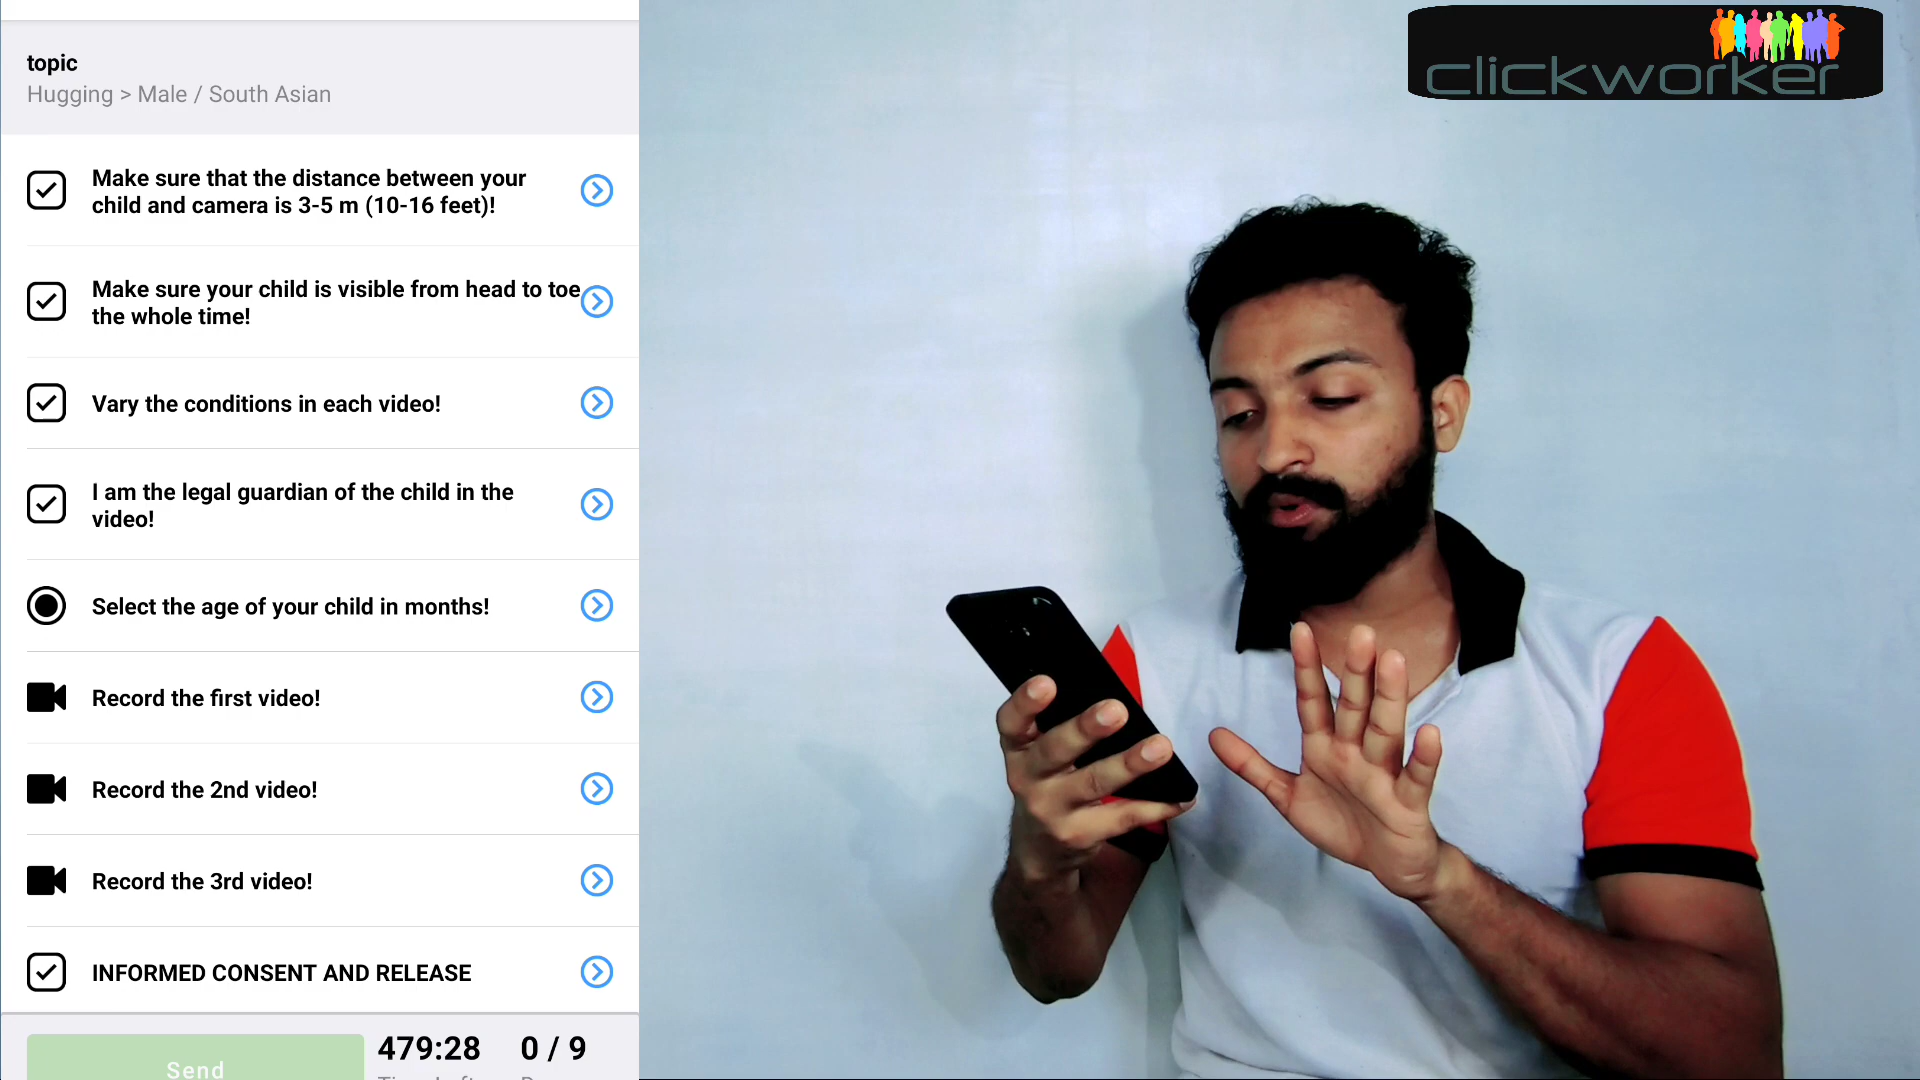 topic
Hugging > Male / South Asian
Make sure that the distance between your
child and camera is 3-5 m (10-16 feet)!
Make sure your child is visible from head to toe
the whole time!
Vary the conditions in each video!
I am the legal guardian of the child in the
video!
Select the age of your child in months!
Record the first video!
Record the 2nd video!
Record the 3rd video!
INFORMED CONSENT AND RELEASE
Send
479:28
0 / 9
clickworker